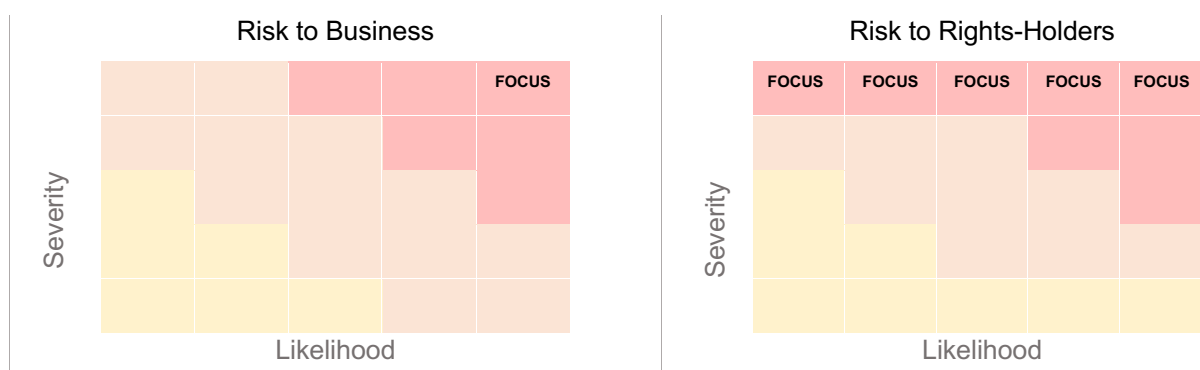 Risk to Business
FOCUS
Severity
Likelihood
Risk to Rights-Holders
FOCUS FOCUS FOCUS FOCUS FOCUS
Severity
Likelihood